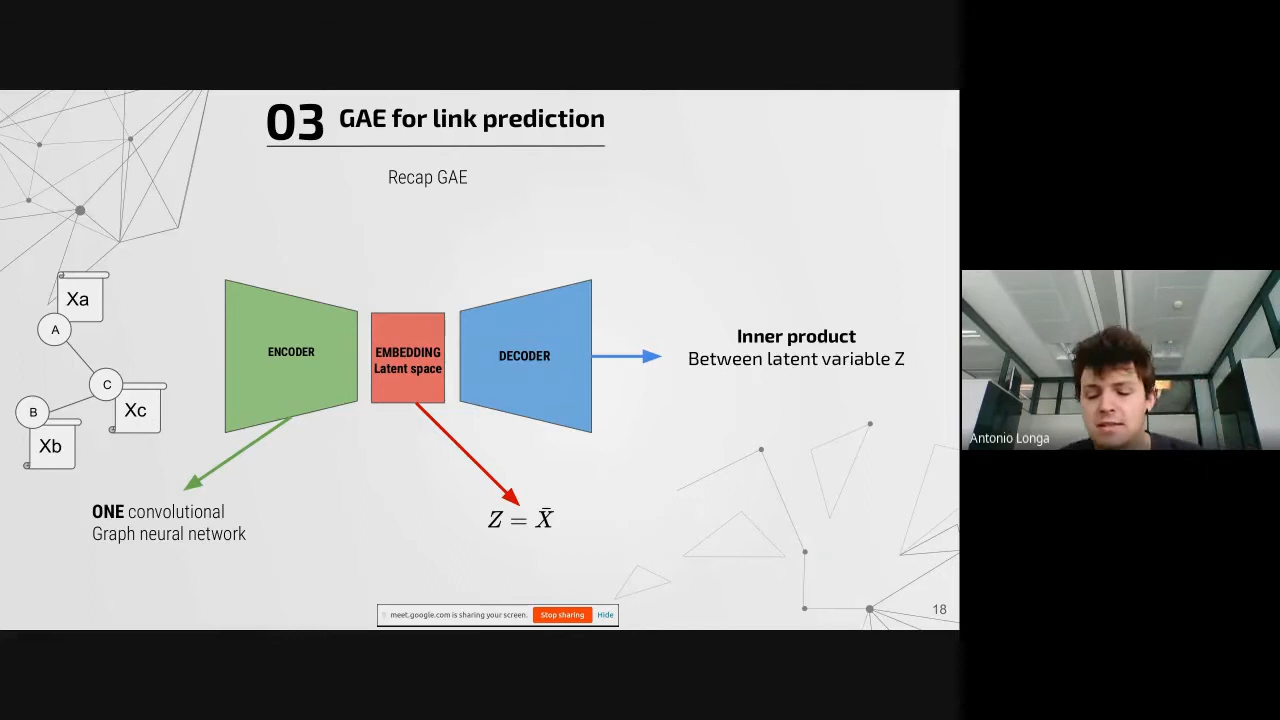 03 GAE for link prediction
Recap GAE
Xa
A
C
Xc
B
Xb
ENCODER
EMBEDDING
Latent space
DECODER
Inner product
Between latent variable Z
ONE convolutional
Graph neural network
Z = X̄
meet.google.com is sharing your screen. Stop sharing Hide
18
Antonio Longa